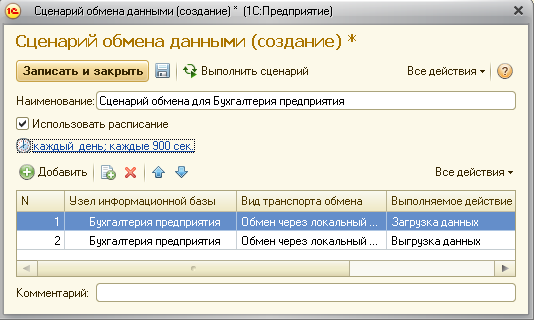 Сценарий обмена данными (создание) * (1С:Предприятие)
Сценарий обмена данными (создание) *
Записать и закрыть Выполнить сценарий Все действия ?
Наименование: Сценарий обмена для Бухгалтерия предприятия
Использовать расписание
каждый день; каждые 900 сек.
Добавить Все действия
N Узел информационной базы Вид транспорта обмена Выполняемое действие
1 Бухгалтерия предприятия Обмен через локальный ... Загрузка данных
2 Бухгалтерия предприятия Обмен через локальный ... Выгрузка данных
Комментарий: